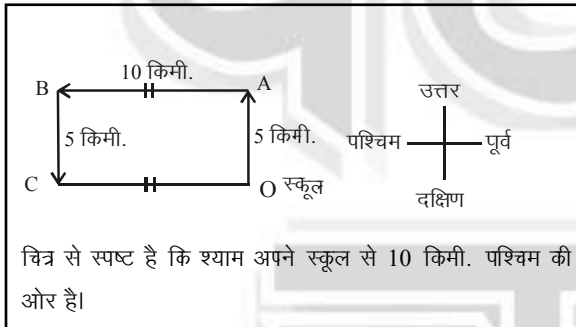 10 किमी.
B A
उत्तर
5 किमी. 5 किमी. पश्चिम पूर्व
C O स्कूल
दक्षिण
चित्र से स्पष्ट है कि श्याम अपने स्कूल से 10 किमी. पश्चिम की
ओर है।